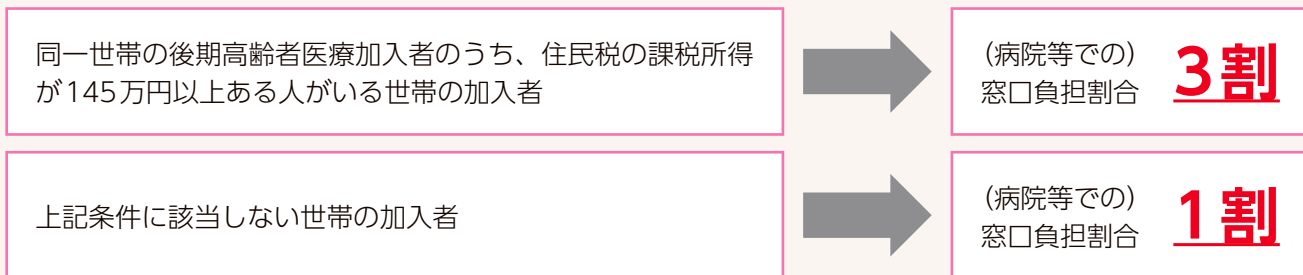 同一世帯の後期高齢者医療加入者のうち、住民税の課税所得
が145万円以上ある人がいる世帯の加入者
（病院等での）
窓口負担割合 3割
上記条件に該当しない世帯の加入者
（病院等での）
窓口負担割合 1割